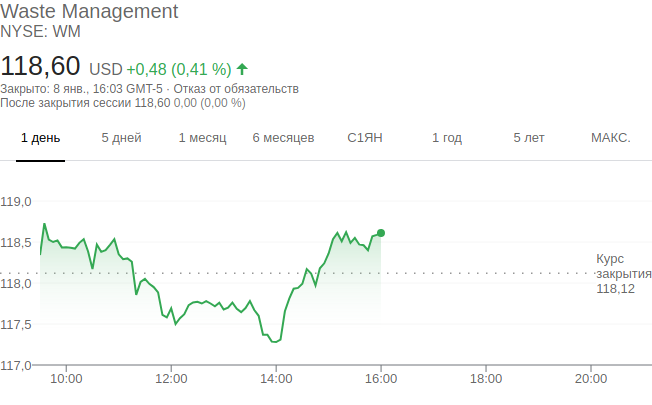 Waste Management
NYSE: WM
118,60 USD +0,48 (0,41 %)
Закрыто: 8 янв., 16:03 GMT-5 · Отказ от обязательств
После закрытия сессии 118,60 0,00 (0,00 %)
1 день 5 дней 1 месяц 6 месяцев С1ЯН 1 год 5 лет МАКС.
119,0
118,5
118,0
117,5
117,0
Курс
закрытия
118,12
10:00 12:00 14:00 16:00 18:00 20:00